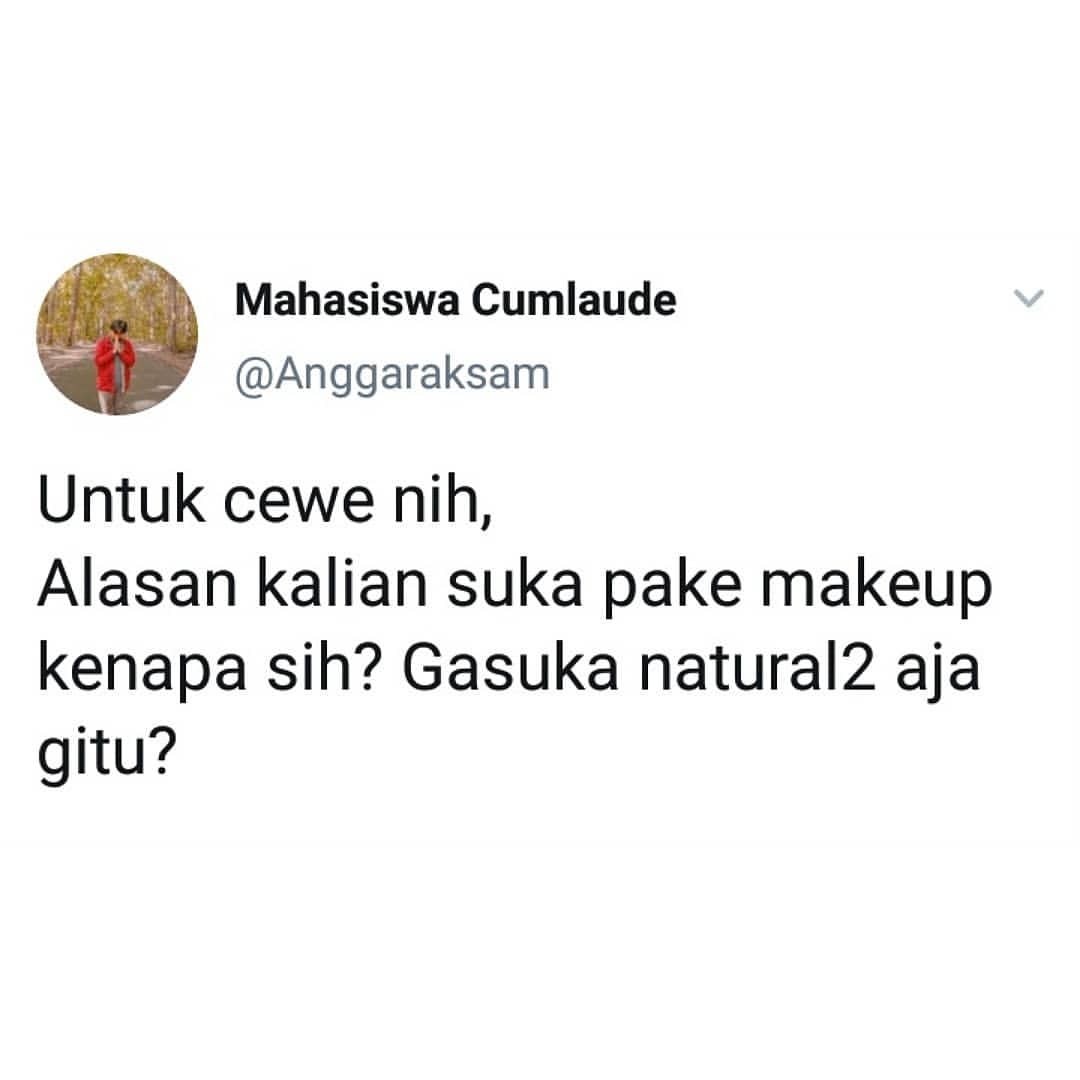 Mahasiswa Cumlaude
@Anggaraksam
Untuk cewe nih,
Alasan kalian suka pake makeup
kenapa sih? Gasuka natural2 aja
gitu?